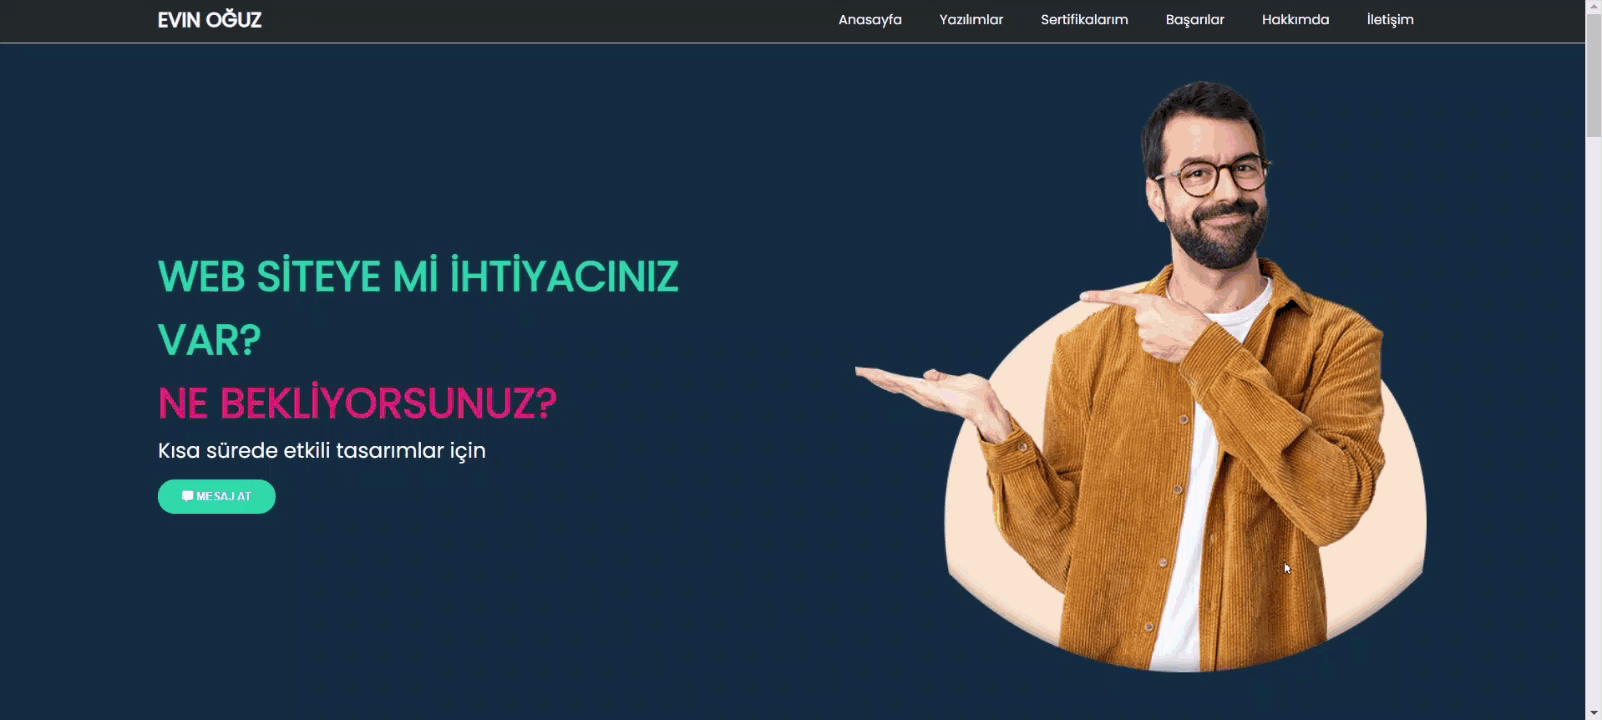 EVIN OĞUZ
Anasayfa Yazılımlar Sertifikalarım Başarılar Hakkımda İletişim
WEB SİTEYE Mİ İHTİYACINIZ
VAR?
NE BEKLİYORSUNUZ?
Kısa sürede etkili tasarımlar için
MESAJ AT